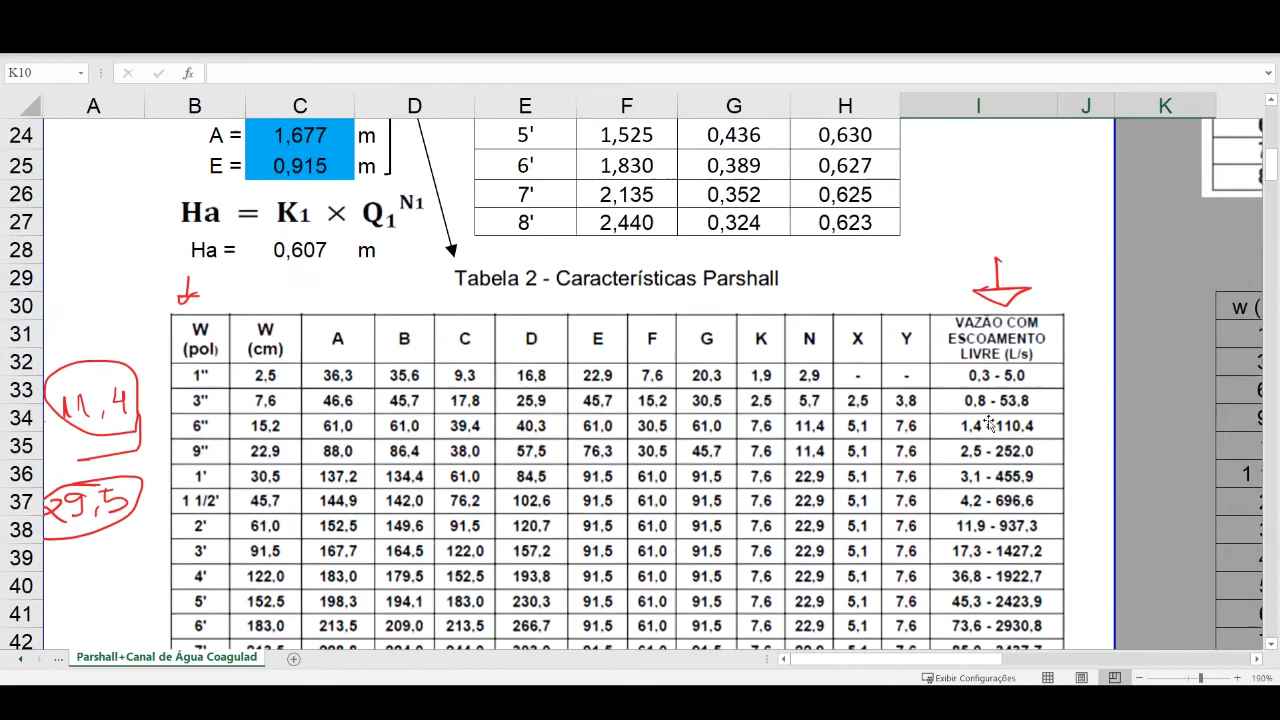 K10 fx
A B C D E F G H I J K
24 A = 1,677 m 5' 1,525 0,436 0,630
25 E = 0,915 m 6' 1,830 0,389 0,627
26 7' 2,135 0,352 0,625
27 Ha = K1 × Q1^N1 8' 2,440 0,324 0,623
28 Ha = 0,607 m
29 Tabela 2 - Características Parshall
30 w (
31 W (pol) W (cm) A B C D E F G K N X Y VAZÃO COM ESCOAMENTO LIVRE (L/s)
32 1" 2,5 36,3 35,6 9,3 16,8 22,9 7,6 20,3 1,9 2,9 - - 0,3 - 5,0
33 3" 7,6 46,6 45,7 17,8 25,9 45,7 15,2 30,5 2,5 5,7 2,5 3,8 0,8 - 53,8
34 11,4 6" 15,2 61,0 61,0 39,4 40,3 61,0 30,5 61,0 7,6 11,4 5,1 7,6 1,4 110,4
35 9" 22,9 88,0 86,4 38,0 57,5 76,3 30,5 45,7 7,6 11,4 5,1 7,6 2,5 - 252,0
36 1' 30,5 137,2 134,4 61,0 84,5 91,5 61,0 91,5 7,6 22,9 5,1 7,6 3,1 - 455,9 1
37 29,5 1 1/2' 45,7 144,9 142,0 76,2 102,6 91,5 61,0 91,5 7,6 22,9 5,1 7,6 4,2 - 696,6
38 2' 61,0 152,5 149,6 91,5 120,7 91,5 61,0 91,5 7,6 22,9 5,1 7,6 11,9 - 937,3
39 3' 91,5 167,7 164,5 122,0 157,2 91,5 61,0 91,5 7,6 22,9 5,1 7,6 17,3 - 1427,2
40 4' 122,0 183,0 179,5 152,5 193,8 91,5 61,0 91,5 7,6 22,9 5,1 7,6 36,8 - 1922,7
41 5' 152,5 198,3 194,1 183,0 230,3 91,5 61,0 91,5 7,6 22,9 5,1 7,6 45,3 - 2423,9
42 6' 183,0 213,5 209,0 213,5 266,7 91,5 61,0 91,5 7,6 22,9 5,1 7,6 73,6 - 2930,8
... Parshall+Canal de Água Coagulad
Exibir Configurações 190%